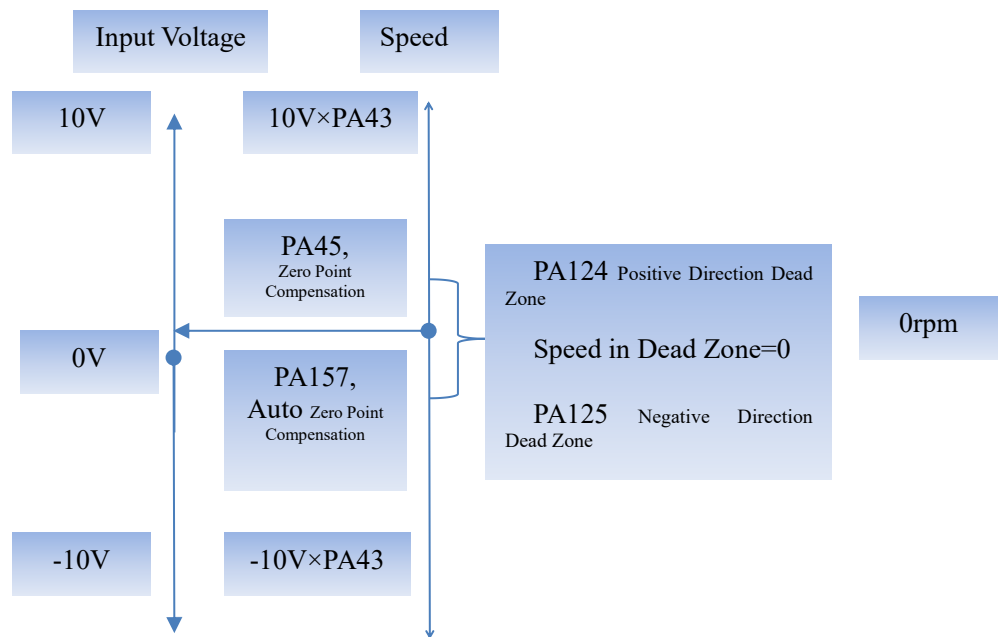 Input Voltage
Speed
10V
10V×PA43
PA45,
Zero Point
Compensation
PA124 Positive Direction Dead
Zone
Speed in Dead Zone=0
PA125 Negative Direction
Dead Zone
0rpm
0V
PA157,
Auto Zero Point
Compensation
-10V
-10V×PA43